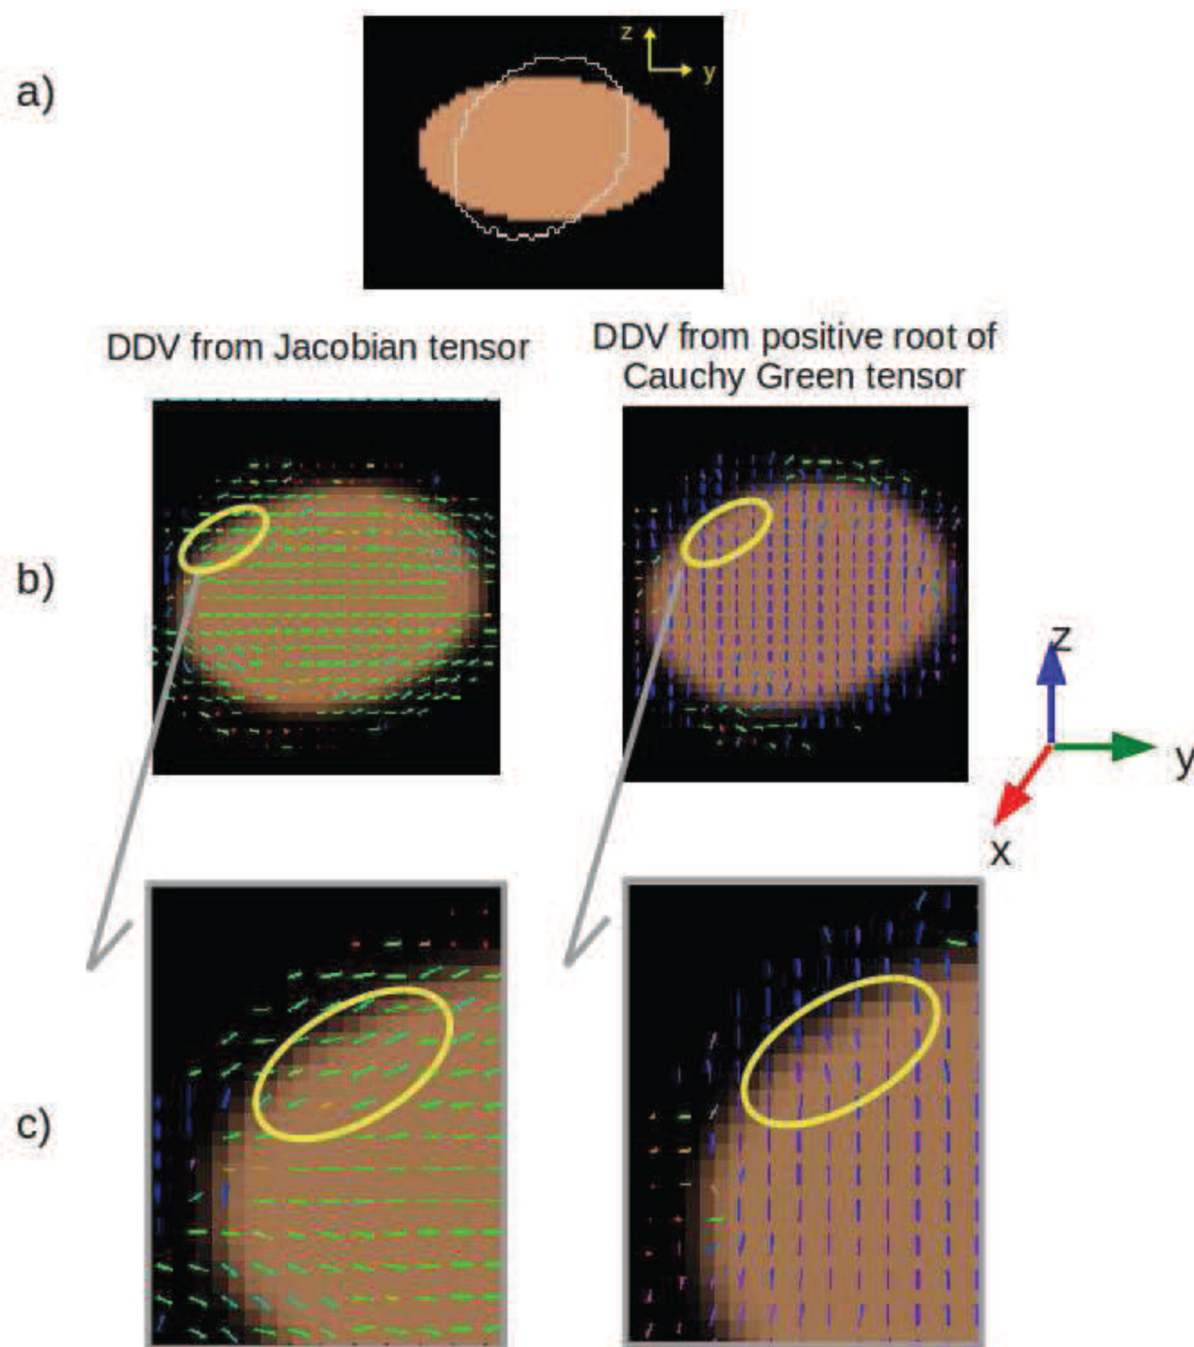 a)
z
y
DDV from Jacobian tensor
DDV from positive root of
Cauchy Green tensor
b)
z
y
x
c)